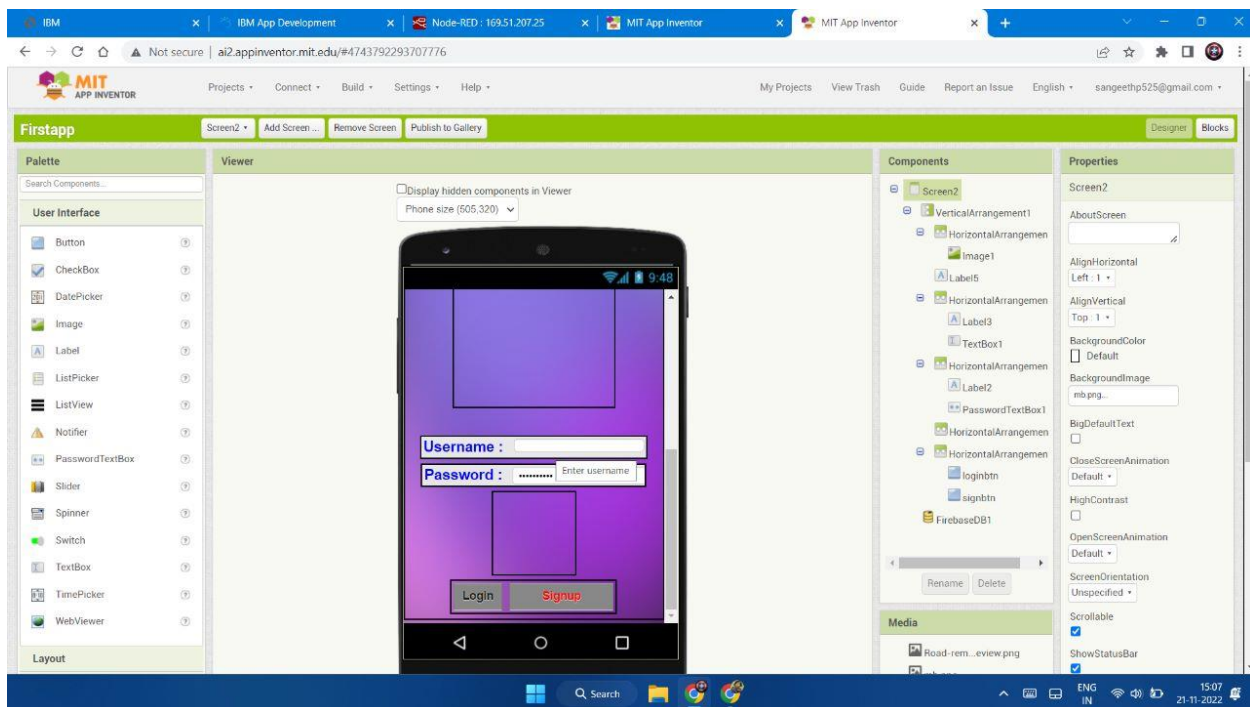 IBM
IBM App Development
Node-RED : 169.51.207.25
MIT App Inventor
MIT App Inventor
Not secure | ai2.appinventor.mit.edu/#4743792293707776
MIT
APP INVENTOR
Projects Connect Build Settings Help My Projects View Trash Guide Report an Issue English sangeethp525@gmail.com
Firstapp Screen2 Add Screen ... Remove Screen Publish to Gallery Designer Blocks
Palette
Search Components...
User Interface
Button
CheckBox
DatePicker
Image
Label
ListPicker
ListView
Notifier
PasswordTextBox
Slider
Spinner
Switch
TextBox
TimePicker
WebViewer
Layout
Viewer
Display hidden components in Viewer
Phone size (505,320)
9:48
Username :
Password : ••••••••••
Enter username
Login Signup
Components
Screen2
VerticalArrangement1
HorizontalArrangemen
Image1
Label5
HorizontalArrangemen
Label3
TextBox1
HorizontalArrangemen
Label2
PasswordTextBox1
HorizontalArrangemen
HorizontalArrangemen
loginbtn
signbtn
FirebaseDB1
Rename Delete
Media
Road-rem...eview.png
Properties
Screen2
AboutScreen
AlignHorizontal
Left : 1
AlignVertical
Top : 1
BackgroundColor
Default
BackgroundImage
mb.png...
BigDefaultText
CloseScreenAnimation
Default
HighContrast
OpenScreenAnimation
Default
ScreenOrientation
Unspecified
Scrollable
ShowStatusBar
Search
ENG
IN
15:07
21-11-2022